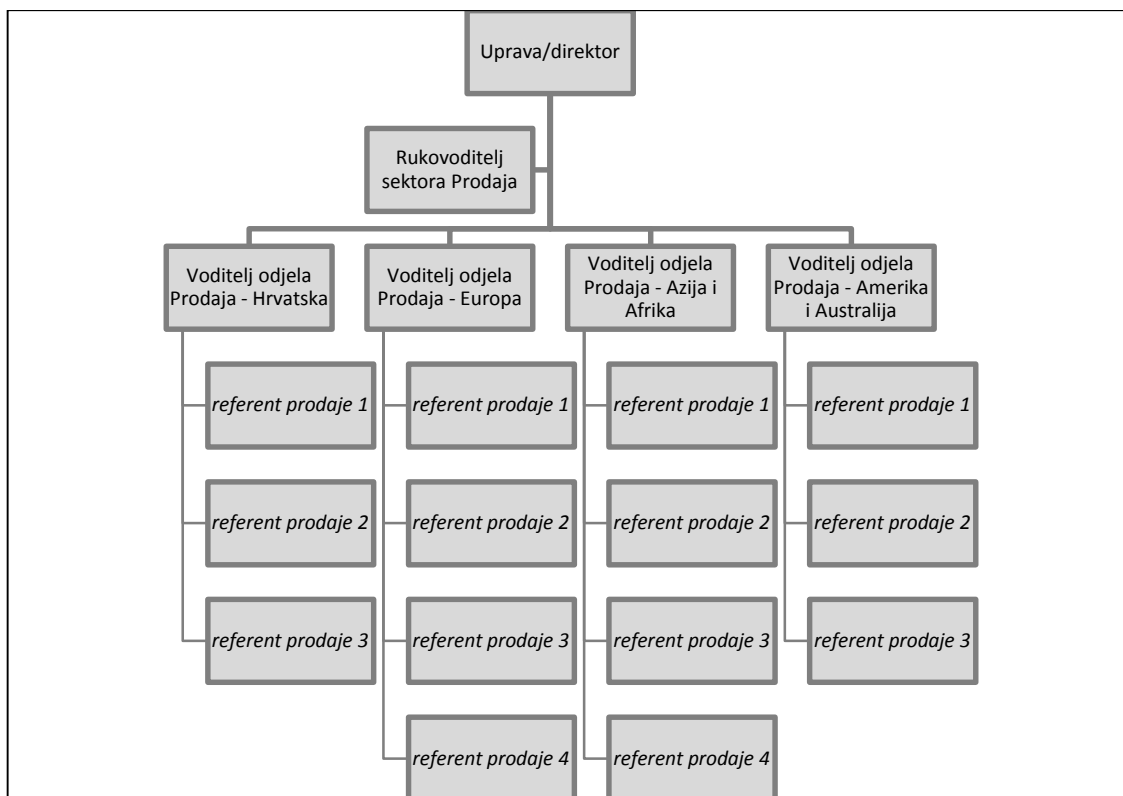 Uprava/direktor
Rukovoditelj
sektora Prodaja
Voditelj odjela
Prodaja - Hrvatska
Voditelj odjela
Prodaja - Europa
Voditelj odjela
Prodaja - Azija i
Afrika
Voditelj odjela
Prodaja - Amerika
i Australija
referent prodaje 1
referent prodaje 1
referent prodaje 1
referent prodaje 1
referent prodaje 2
referent prodaje 2
referent prodaje 2
referent prodaje 2
referent prodaje 3
referent prodaje 3
referent prodaje 3
referent prodaje 3
referent prodaje 4
referent prodaje 4